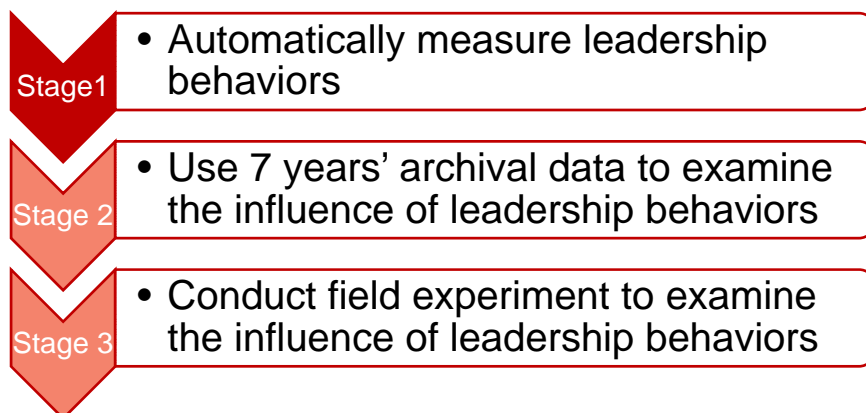 Stage1
• Automatically measure leadership
behaviors
Stage 2
• Use 7 years’ archival data to examine
the influence of leadership behaviors
Stage 3
• Conduct field experiment to examine
the influence of leadership behaviors